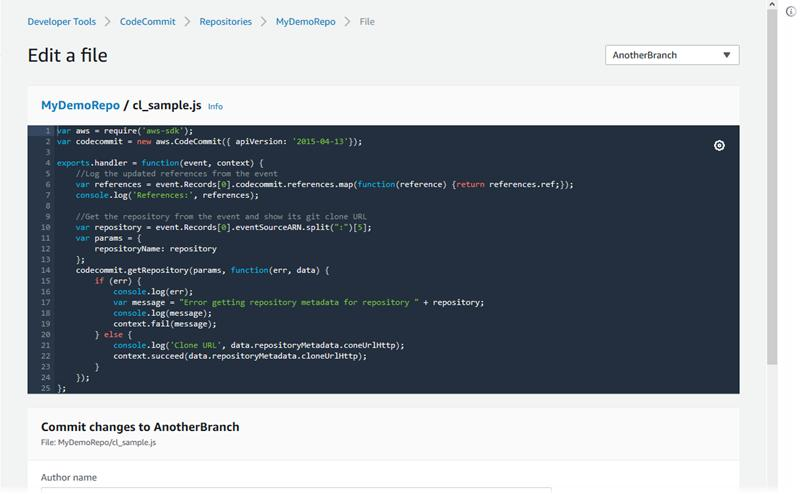 Developer Tools > CodeCommit > Repositories > MyDemoRepo > File
Edit a file
AnotherBranch
MyDemoRepo / cl_sample.js Info
1 var aws = require('aws-sdk');
2 var codecommit = new aws.CodeCommit({ apiVersion: '2015-04-13'});
3
4 exports.handler = function(event, context) {
5 //Log the updated references from the event
6 var references = event.Records[0].codecommit.references.map(function(reference) {return references.ref;});
7 console.log('References:', references);
8
9 //Get the repository from the event and show its git clone URL
10 var repository = event.Records[0].eventSourceARN.split(":")[5];
11 var params = {
12 repositoryName: repository
13 };
14 codecommit.getRepository(params, function(err, data) {
15 if (err) {
16 console.log(err);
17 var message = "Error getting repository metadata for repository " + repository;
18 console.log(message);
19 context.fail(message);
20 } else {
21 console.log('Clone URL', data.repositoryMetadata.coneUrlHttp);
22 context.succeed(data.repositoryMetadata.cloneUrlHttp);
23 }
24 });
25 };
Commit changes to AnotherBranch
File: MyDemoRepo/cl_sample.js
Author name